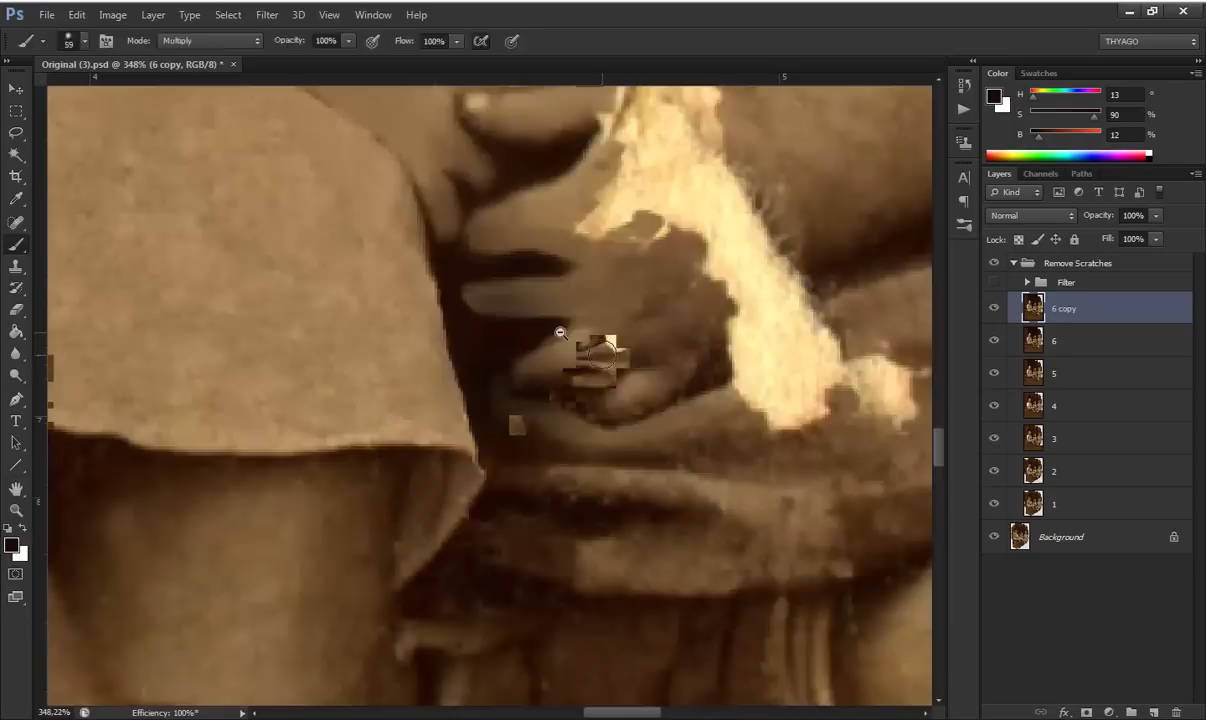 Ps File Edit Image Layer Type Select Filter 3D View Window Help
59 Mode: Multiply Opacity: 100% Flow: 100% THYAGO
Original (3).psd @ 348% (6 copy, RGB/8) * ×
4 5
Color Swatches
H 13 °
S 90 %
B 12 %
Layers Channels Paths
Kind
Normal Opacity: 100%
Lock: Fill: 100%
Remove Scratches
Filter
6 copy
6
5
4
3
2
1
Background
348,22% Efficiency: 100%*